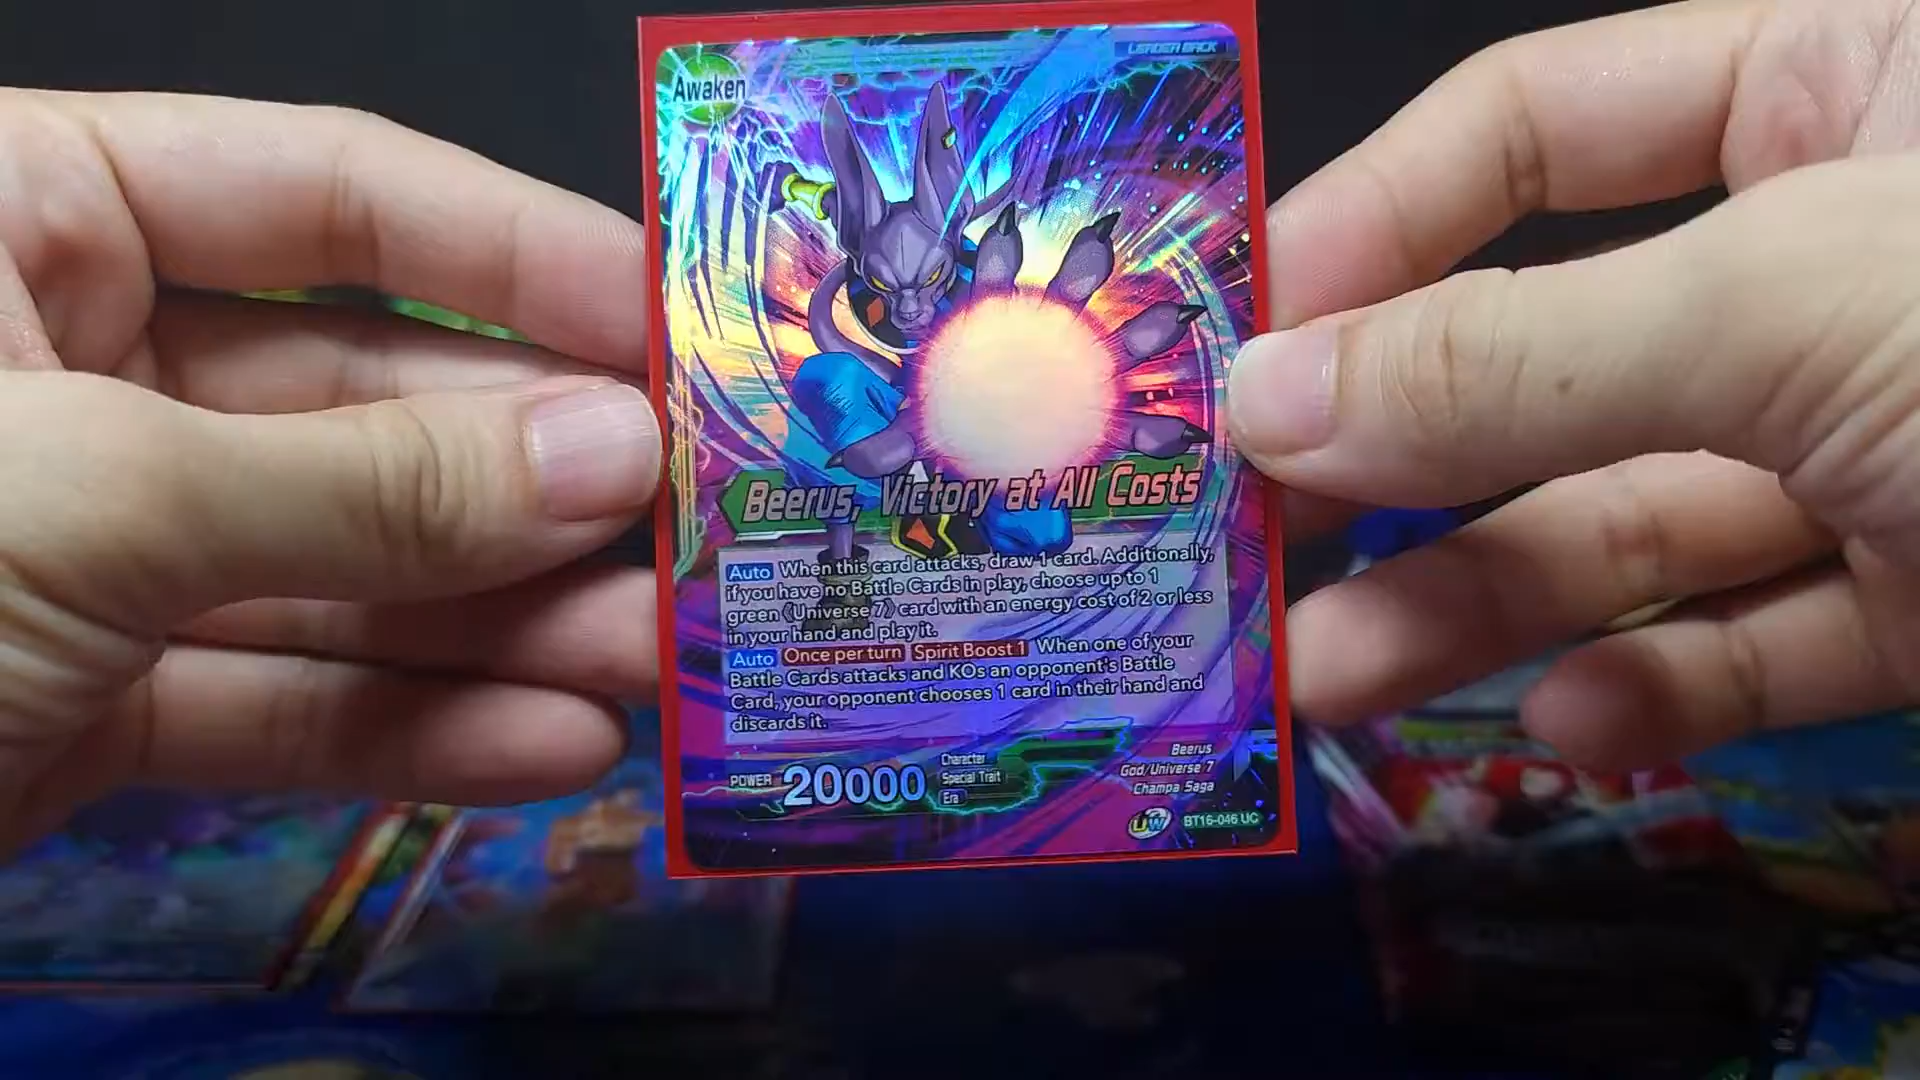 LEADER BACK
Awaken
Beerus, Victory at All Costs
Auto When this card attacks, draw 1 card. Additionally,
if you have no Battle Cards in play, choose up to 1
green《Universe 7》card with an energy cost of 2 or less
in your hand and play it.
Auto Once per turn Spirit Boost 1 When one of your
Battle Cards attacks and KOs an opponent's Battle
Card, your opponent chooses 1 card in their hand and
discards it.
POWER 20000
Character Beerus
Special Trait God/Universe 7
Era Champa Saga
UW BT16-046 UC